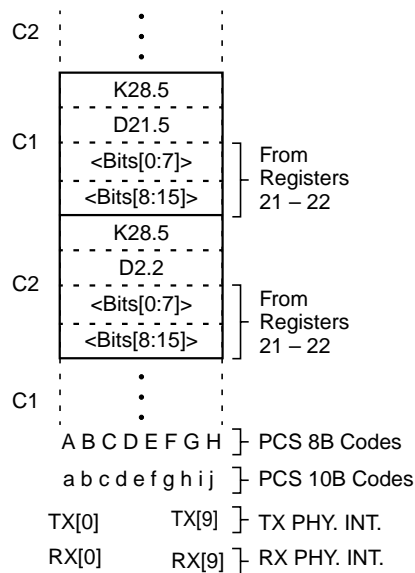 C2
K28.5
D21.5
C1
<Bits[0:7]>
<Bits[8:15]>
From
Registers
21 – 22
K28.5
D2.2
C2
<Bits[0:7]>
<Bits[8:15]>
From
Registers
21 – 22
C1
A B C D E F G H PCS 8B Codes
a b c d e f g h i j PCS 10B Codes
TX[0] TX[9] TX PHY. INT.
RX[0] RX[9] RX PHY. INT.